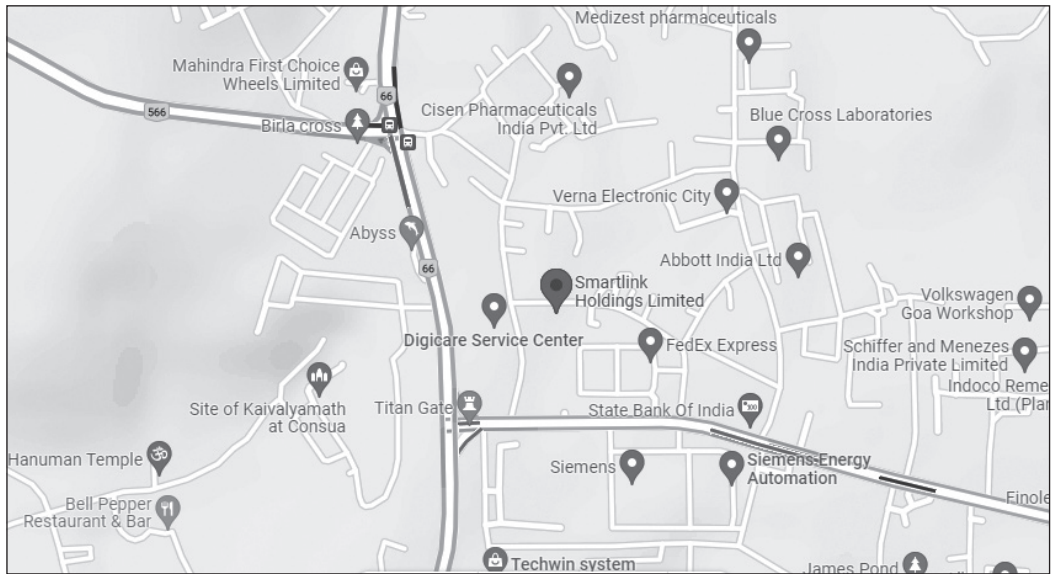 Medizest pharmaceuticals
Mahindra First Choice
Wheels Limited
66
566
Cisen Pharmaceuticals
India Pvt. Ltd
Blue Cross Laboratories
Birla cross
Verna Electronic City
Abyss
66
Abbott India Ltd
Smartlink
Holdings Limited
Volkswagen
Goa Workshop
Digicare Service Center
FedEx Express
Schiffer and Menezes
India Private Limited
Indoco Reme
Ltd (Plan
Site of Kaivalyamath
at Consua
Titan Gate
State Bank Of India
Hanuman Temple
Siemens
Siemens-Energy
Automation
Bell Pepper
Restaurant & Bar
Finole
Techwin system
James Pond